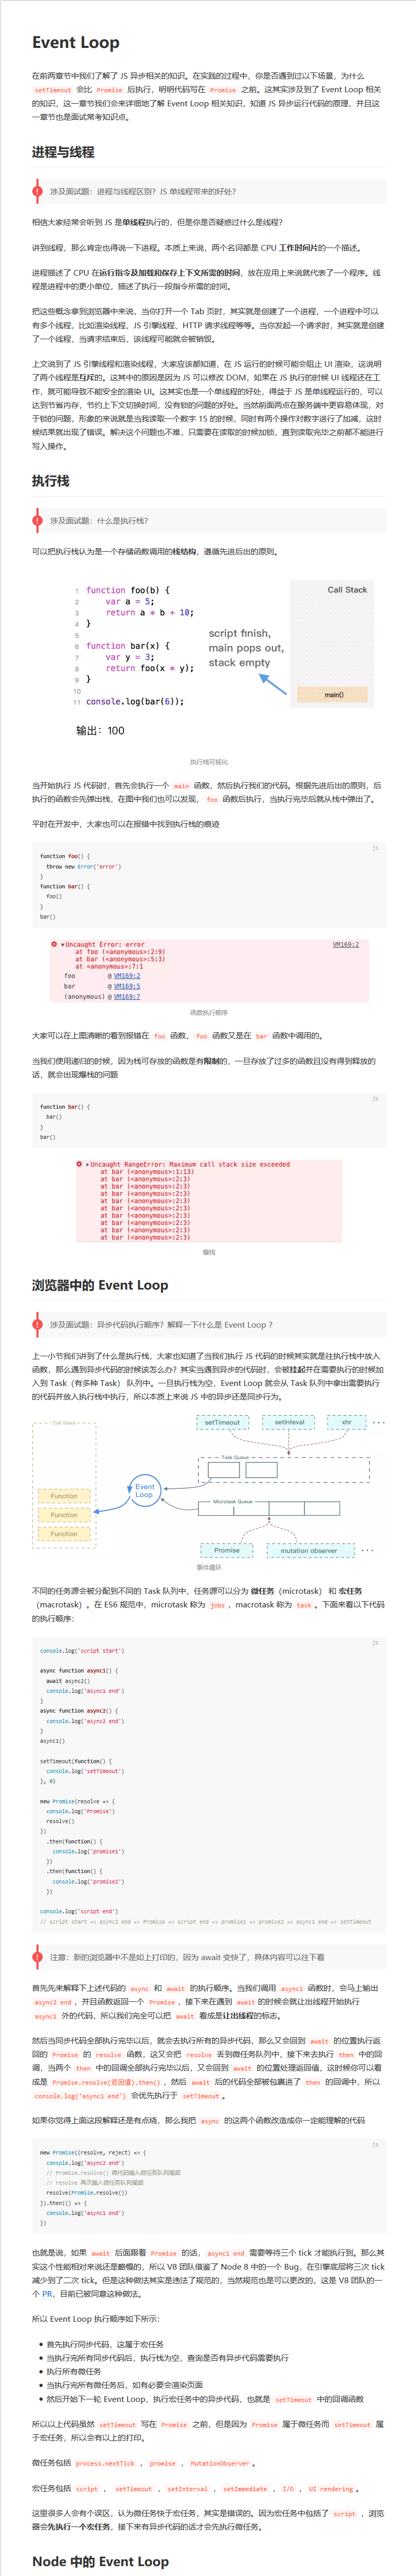 Event Loop
在前两章节中我们了解了 JS 异步相关的知识。在实践的过程中，你是否遇到过以下场景，为什么
setTimeout 会比 Promise 后执行，明明代码写在 Promise 之前。这其实涉及到了 Event Loop 相关
的知识，这一章节我们会来详细地了解 Event Loop 相关知识，知道 JS 异步运行代码的原理，并且这
一章节也是面试常考知识点。
进程与线程
涉及面试题：进程与线程区别？JS 单线程带来的好处？
相信大家经常会听到 JS 是单线程执行的，但是你是否疑惑过什么是线程？
讲到线程，那么肯定也得说一下进程。本质上来说，两个名词都是 CPU 工作时间片的一个描述。
进程描述了 CPU 在运行指令及加载和保存上下文所需的时间，放在应用上来说就代表了一个程序。线
程是进程中的更小单位，描述了执行一段指令所需的时间。
把这些概念拿到浏览器中来说，当你打开一个 Tab 页时，其实就是创建了一个进程，一个进程中可以
有多个线程，比如渲染线程、JS 引擎线程、HTTP 请求线程等等。当你发起一个请求时，其实就是创建
了一个线程，当请求结束后，该线程可能就会被销毁。
上文说到了 JS 引擎线程和渲染线程，大家应该都知道，在 JS 运行的时候可能会阻止 UI 渲染，这说明
了两个线程是互斥的。这其中的原因是因为 JS 可以修改 DOM，如果在 JS 执行的时候 UI 线程还在工
作，就可能导致不能安全的渲染 UI。这其实也是一个单线程的好处，得益于 JS 是单线程运行的，可以
达到节省内存，节约上下文切换时间，没有锁的问题的好处。当然前面两点在服务端中更容易体现，对
于锁的问题，形象的来说就是当我读取一个数字 15 的时候，同时有两个操作对数字进行了加减，这时
候结果就出现了错误。解决这个问题也不难，只需要在读取的时候加锁，直到读取完毕之前都不能进行
写入操作。
执行栈
涉及面试题：什么是执行栈？
可以把执行栈认为是一个存储函数调用的栈结构，遵循先进后出的原则。
1 function foo(b) {
2 var a = 5;
3 return a * b + 10;
4 }
5
6 function bar(x) {
7 var y = 3;
8 return foo(x * y);
9 }
10
11 console.log(bar(6));
输出：100
script finish,
main pops out,
stack empty
Call Stack
main()
执行栈可视化
当开始执行 JS 代码时，首先会执行一个 main 函数，然后执行我们的代码。根据先进后出的原则，后
执行的函数会先弹出栈，在图中我们也可以发现， foo 函数后执行，当执行完毕后就从栈中弹出了。
平时在开发中，大家也可以在报错中找到执行栈的痕迹
js
function foo() {
throw new Error('error')
}
function bar() {
foo()
}
bar()
Uncaught Error: error VM169:2
at foo (<anonymous>:2:9)
at bar (<anonymous>:5:3)
at <anonymous>:7:1
foo @ VM169:2
bar @ VM169:5
(anonymous) @ VM169:7
函数执行顺序
大家可以在上图清晰的看到报错在 foo 函数， foo 函数又是在 bar 函数中调用的。
当我们使用递归的时候，因为栈可存放的函数是有限制的，一旦存放了过多的函数且没有得到释放的
话，就会出现爆栈的问题
js
function bar() {
bar()
}
bar()
Uncaught RangeError: Maximum call stack size exceeded
at bar (<anonymous>:1:13)
at bar (<anonymous>:2:3)
at bar (<anonymous>:2:3)
at bar (<anonymous>:2:3)
at bar (<anonymous>:2:3)
at bar (<anonymous>:2:3)
at bar (<anonymous>:2:3)
at bar (<anonymous>:2:3)
at bar (<anonymous>:2:3)
at bar (<anonymous>:2:3)
爆栈
浏览器中的 Event Loop
涉及面试题：异步代码执行顺序？解释一下什么是 Event Loop ？
上一小节我们讲到了什么是执行栈，大家也知道了当我们执行 JS 代码的时候其实就是往执行栈中放入
函数，那么遇到异步代码的时候该怎么办？其实当遇到异步的代码时，会被挂起并在需要执行的时候加
入到 Task（有多种 Task） 队列中。一旦执行栈为空，Event Loop 就会从 Task 队列中拿出需要执行
的代码并放入执行栈中执行，所以本质上来说 JS 中的异步还是同步行为。
Call Stack
Function
Function
Function
Event
Loop
setTimeout
setInteval
xhr
Task Queue
Microtask Queue
Promise
mutation observer
事件循环
不同的任务源会被分配到不同的 Task 队列中，任务源可以分为 微任务（microtask） 和 宏任务
（macrotask）。在 ES6 规范中，microtask 称为 jobs ，macrotask 称为 task 。下面来看以下代码
的执行顺序：
js
console.log('script start')
async function async1() {
await async2()
console.log('async1 end')
}
async function async2() {
console.log('async2 end')
}
async1()
setTimeout(function() {
console.log('setTimeout')
}, 0)
new Promise(resolve => {
console.log('Promise')
resolve()
})
.then(function() {
console.log('promise1')
})
.then(function() {
console.log('promise2')
})
console.log('script end')
// script start => async2 end => Promise => script end => promise1 => promise2 => async1 end => setTimeout
注意：新的浏览器中不是如上打印的，因为 await 变快了，具体内容可以往下看
首先先来解释下上述代码的 async 和 await 的执行顺序。当我们调用 async1 函数时，会马上输出
async2 end ，并且函数返回一个 Promise ，接下来在遇到 await 的时候会就让出线程开始执行
async1 外的代码，所以我们完全可以把 await 看成是让出线程的标志。
然后当同步代码全部执行完毕以后，就会去执行所有的异步代码，那么又会回到 await 的位置执行返
回的 Promise 的 resolve 函数，这又会把 resolve 丢到微任务队列中，接下来去执行 then 中的回
调，当两个 then 中的回调全部执行完毕以后，又会回到 await 的位置处理返回值，这时候你可以看
成是 Promise.resolve(返回值).then() ，然后 await 后的代码全部被包裹进了 then 的回调中，所以
console.log('async1 end') 会优先执行于 setTimeout 。
如果你觉得上面这段解释还是有点绕，那么我把 async 的这两个函数改造成你一定能理解的代码
js
new Promise((resolve, reject) => {
console.log('async2 end')
// Promise.resolve() 将代码插入微任务队列尾部
// resolve 再次插入微任务队列尾部
resolve(Promise.resolve())
}).then(() => {
console.log('async1 end')
})
也就是说，如果 await 后面跟着 Promise 的话， async1 end 需要等待三个 tick 才能执行到。那么其
实这个性能相对来说还是略慢的，所以 V8 团队借鉴了 Node 8 中的一个 Bug，在引擎底层将三次 tick
减少到了二次 tick。但是这种做法其实是违法了规范的，当然规范也是可以更改的，这是 V8 团队的一
个 PR，目前已被同意这种做法。
所以 Event Loop 执行顺序如下所示：
首先执行同步代码，这属于宏任务
当执行完所有同步代码后，执行栈为空，查询是否有异步代码需要执行
执行所有微任务
当执行完所有微任务后，如有必要会渲染页面
然后开始下一轮 Event Loop，执行宏任务中的异步代码，也就是 setTimeout 中的回调函数
所以以上代码虽然 setTimeout 写在 Promise 之前，但是因为 Promise 属于微任务而 setTimeout 属
于宏任务，所以会有以上的打印。
微任务包括 process.nextTick ， promise ， MutationObserver 。
宏任务包括 script ， setTimeout ， setInterval ， setImmediate ， I/O ， UI rendering 。
这里很多人会有个误区，认为微任务快于宏任务，其实是错误的。因为宏任务中包括了 script ，浏览
器会先执行一个宏任务，接下来有异步代码的话才会先执行微任务。
Node 中的 Event Loop